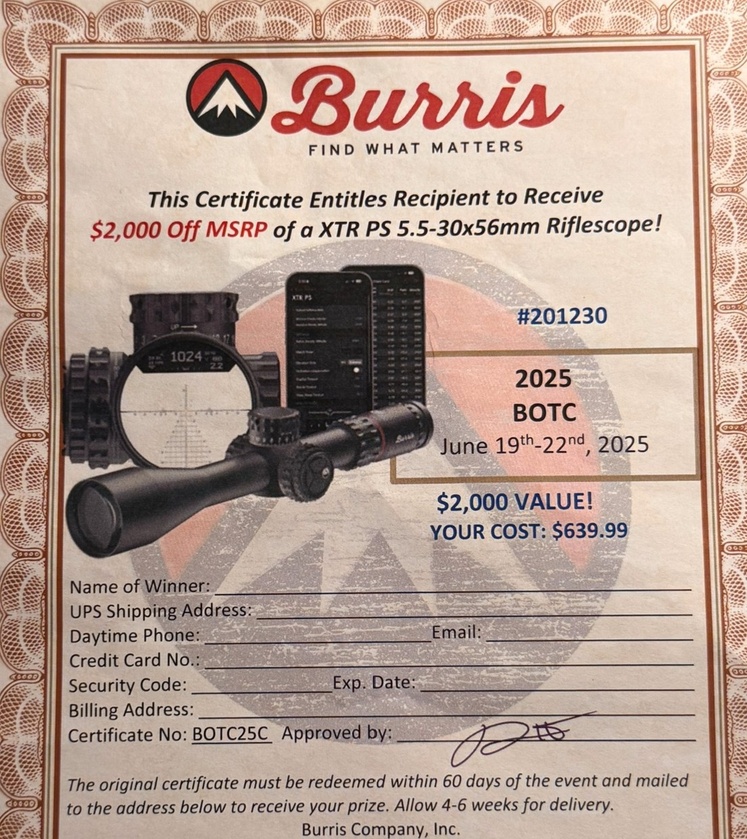 Burris
FIND WHAT MATTERS
This Certificate Entitles Recipient to Receive
$2,000 Off MSRP of a XTR PS 5.5-30x56mm Riflescope!
UP
XTR PS
1024
2.2
#201230
2025
BOTC
June 19th-22nd, 2025
Burris
$2,000 VALUE!
YOUR COST: $639.99
Name of Winner:
UPS Shipping Address:
Daytime Phone: Email:
Credit Card No.:
Security Code: Exp. Date:
Billing Address:
Certificate No: BOTC25C Approved by:
The original certificate must be redeemed within 60 days of the event and mailed
to the address below to receive your prize. Allow 4-6 weeks for delivery.
Burris Company, Inc.